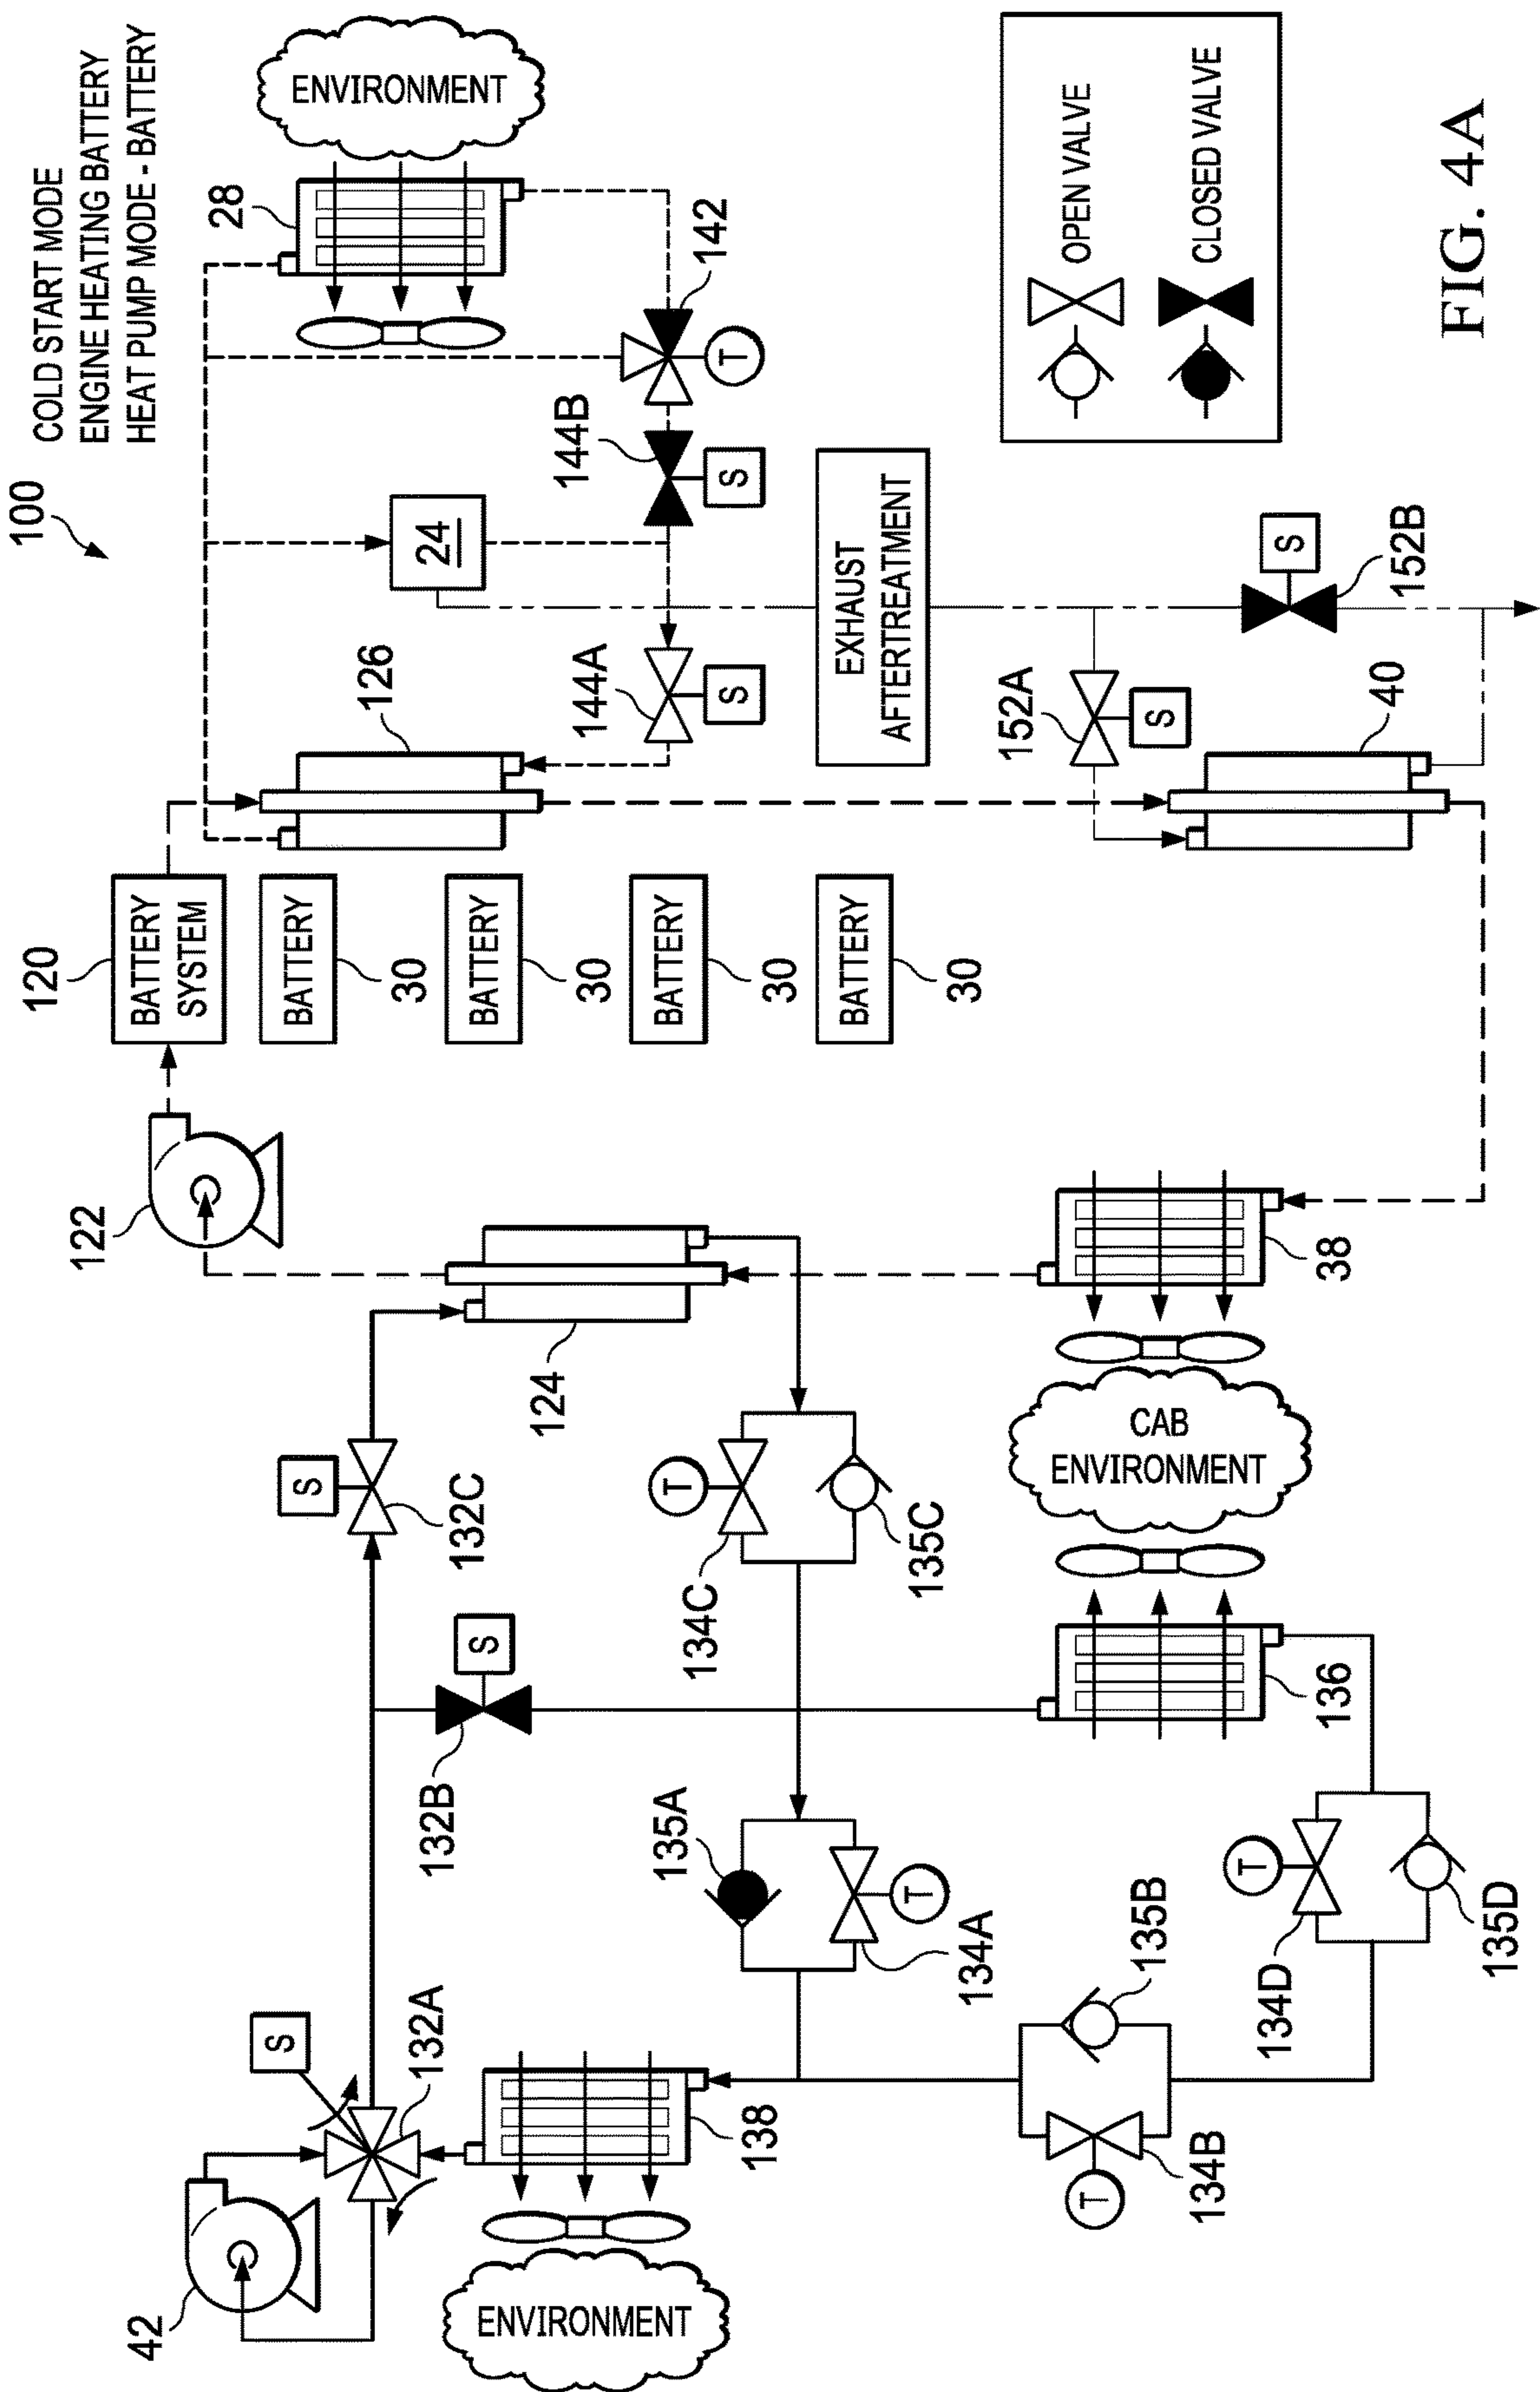 100
COLD START MODE
ENGINE HEATING BATTERY
HEAT PUMP MODE - BATTERY
ENVIRONMENT
28
142
T
144B
S
24
144A
S
126
EXHAUST
AFTERTREATMENT
152A
S
152B
S
40
OPEN VALVE
CLOSED VALVE
120
BATTERY
SYSTEM
BATTERY
30
BATTERY
30
BATTERY
30
BATTERY
30
122
124
38
CAB
ENVIRONMENT
S
132C
T
134C
135C
S
132B
136
135A
T
134A
S
132A
42
138
ENVIRONMENT
135B
T
134B
T
134D
135D
FIG. 4A